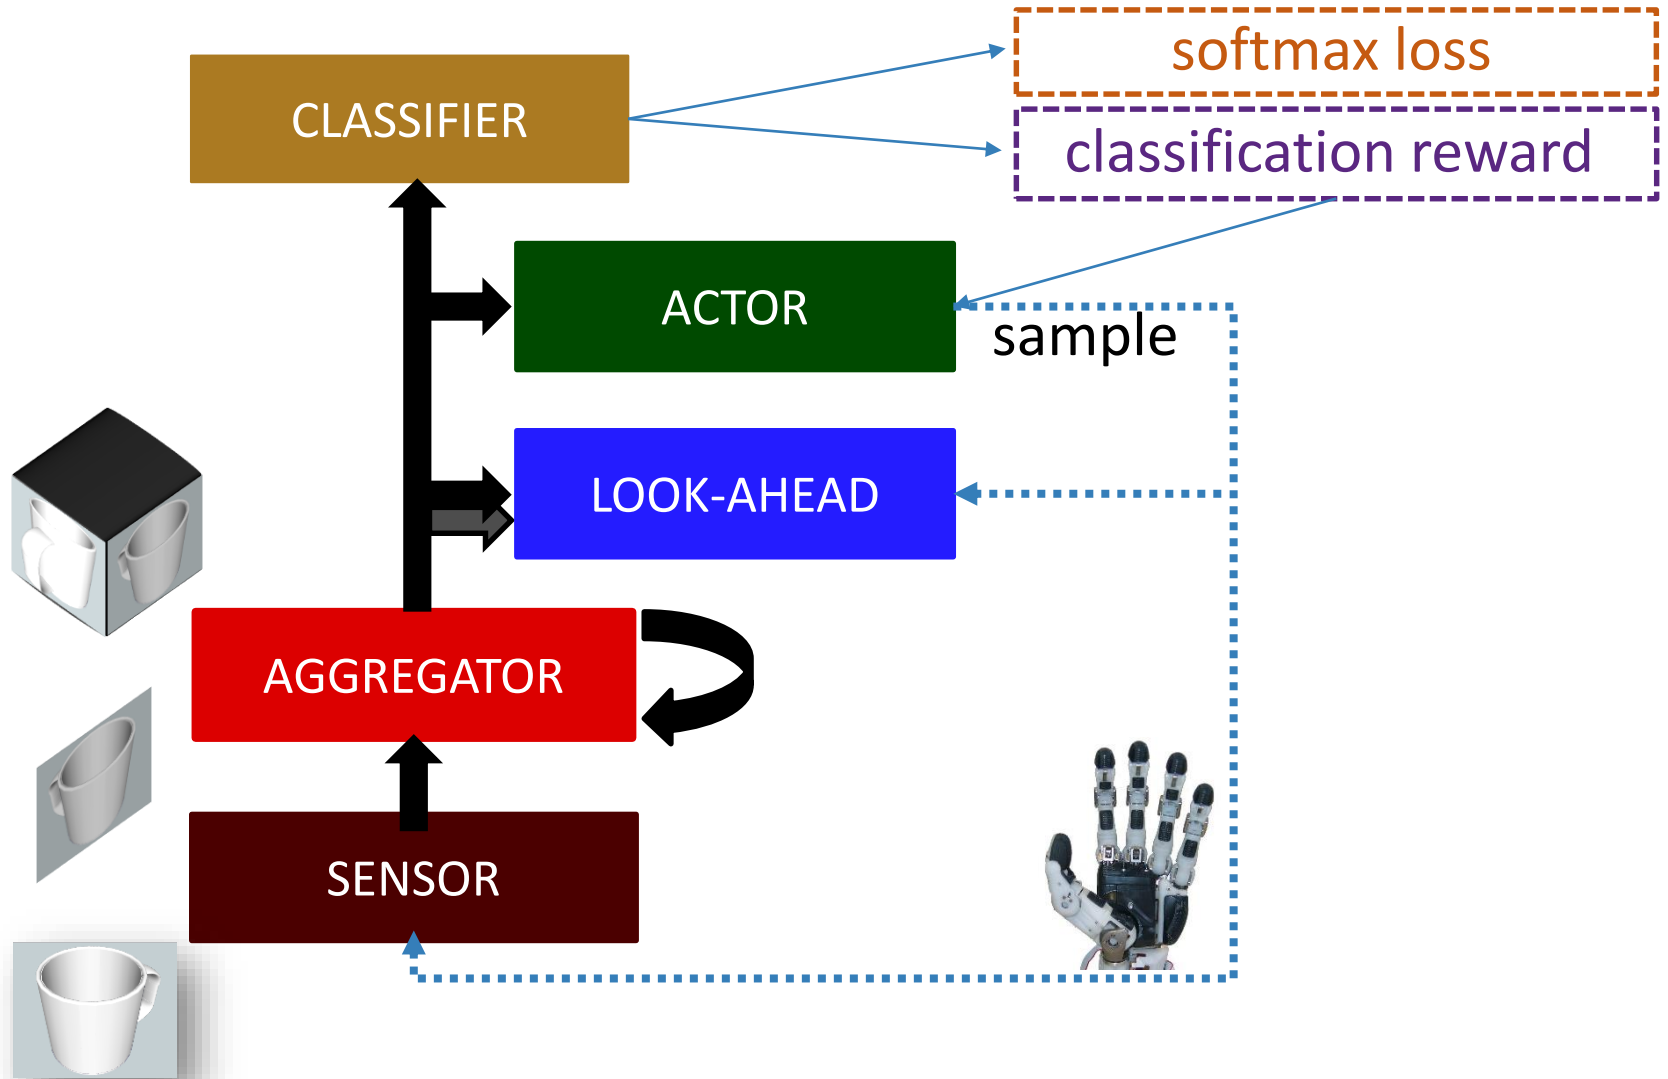 softmax loss
CLASSIFIER
classification reward
ACTOR
sample
LOOK-AHEAD
AGGREGATOR
SENSOR